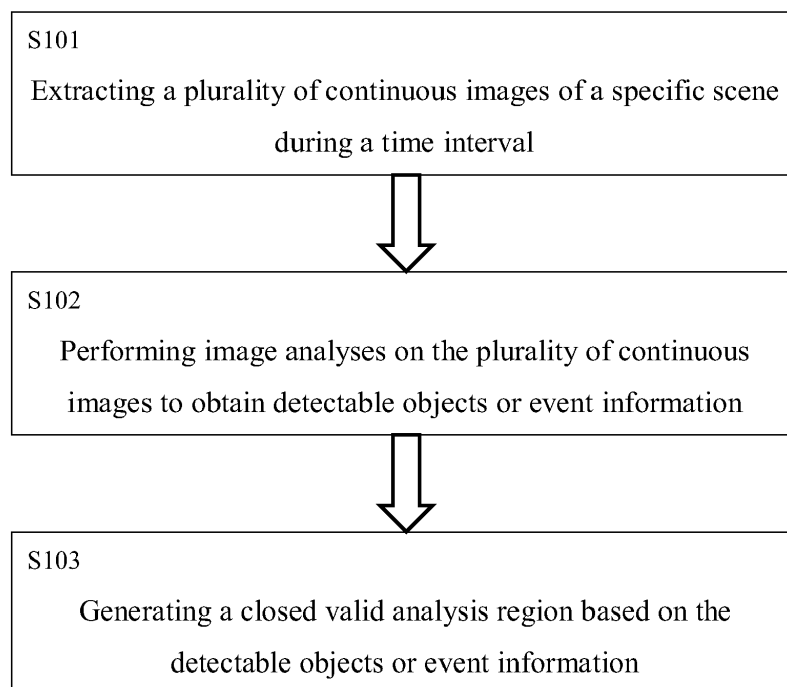 S101
Extracting a plurality of continuous images of a specific scene
during a time interval
S102
Performing image analyses on the plurality of continuous
images to obtain detectable objects or event information
S103
Generating a closed valid analysis region based on the
detectable objects or event information